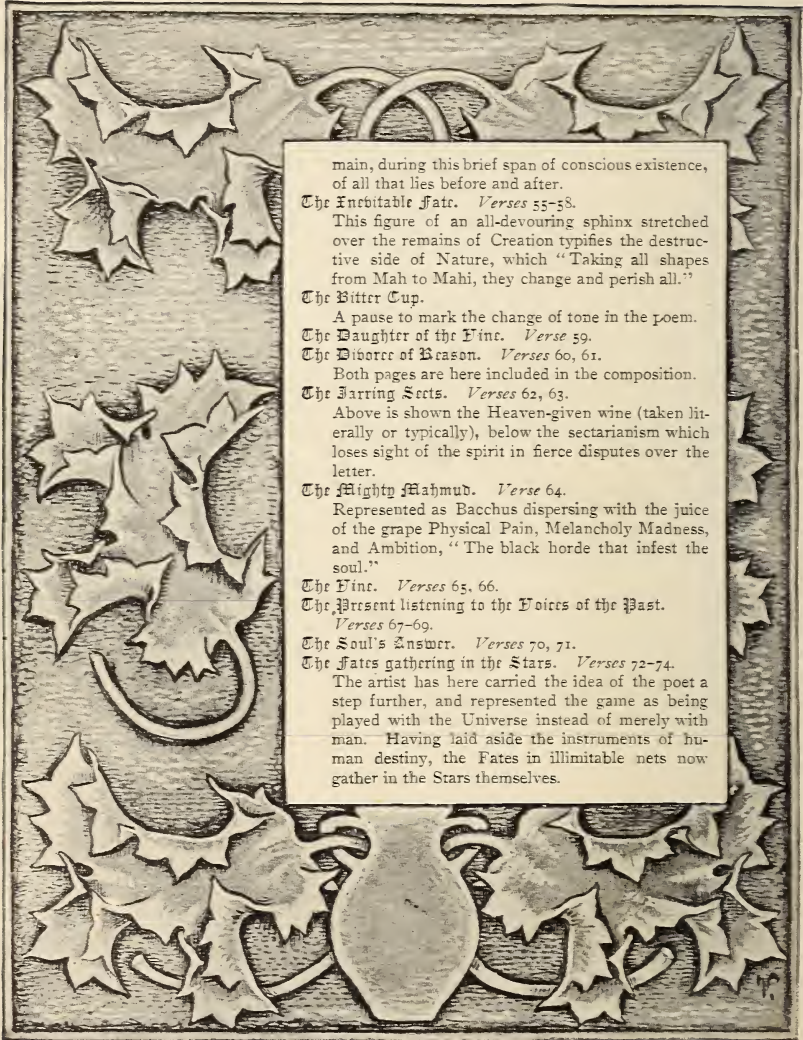 main, during this brief span of conscious existence,
of all that lies before and after.
The Inevitable Fate. Verses 55-58.
This figure of an all-devouring sphinx stretched
over the remains of Creation typifies the destruc-
tive side of Nature, which “Taking all shapes
from Mah to Mahi, they change and perish all.”
The Bitter Cup.
A pause to mark the change of tone in the poem.
The Daughter of the Vine. Verse 59.
The Divorce of Reason. Verses 60, 61.
Both pages are here included in the composition.
The Jarring Sects. Verses 62, 63.
Above is shown the Heaven-given wine (taken lit-
erally or typically), below the sectarianism which
loses sight of the spirit in fierce disputes over the
letter.
The Mighty Mahmud. Verse 64.
Represented as Bacchus dispersing with the juice
of the grape Physical Pain, Melancholy Madness,
and Ambition, “The black horde that infest the
soul.”
The Vine. Verses 65, 66.
The Present listening to the Voices of the Past.
Verses 67-69.
The Soul's Answer. Verses 70, 71.
The Fates gathering in the Stars. Verses 72-74.
The artist has here carried the idea of the poet a
step further, and represented the game as being
played with the Universe instead of merely with
man. Having laid aside the instruments of hu-
man destiny, the Fates in illimitable nets now
gather in the Stars themselves.
V.